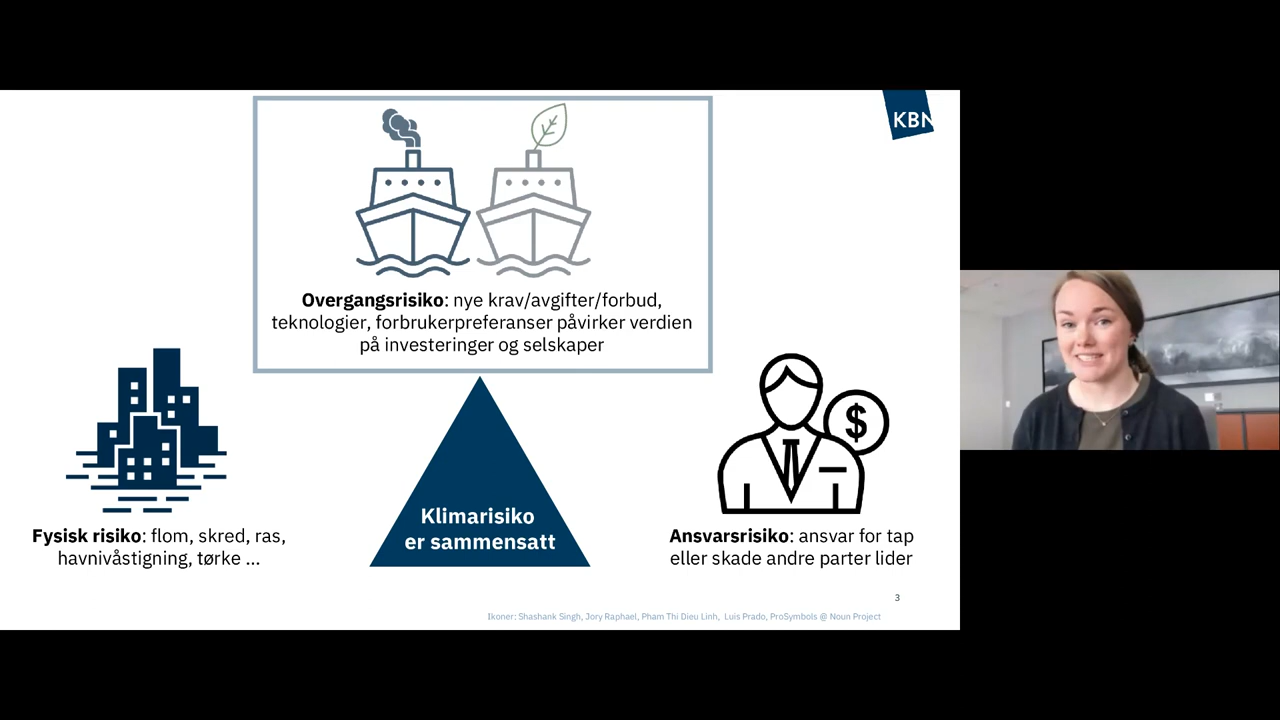 KBN
Overgangsrisiko: nye krav/avgifter/forbud,
teknologier, forbrukerpreferanser påvirker verdien
på investeringer og selskaper
$
Fysisk risiko: flom, skred, ras,
havnivåstigning, tørke ...
Klimarisiko
er sammensatt
Ansvarsrisiko: ansvar for tap
eller skade andre parter lider
3
Ikoner: Shashank Singh, Jory Raphael, Pham Thi Dieu Linh, Luis Prado, ProSymbols @ Noun Project